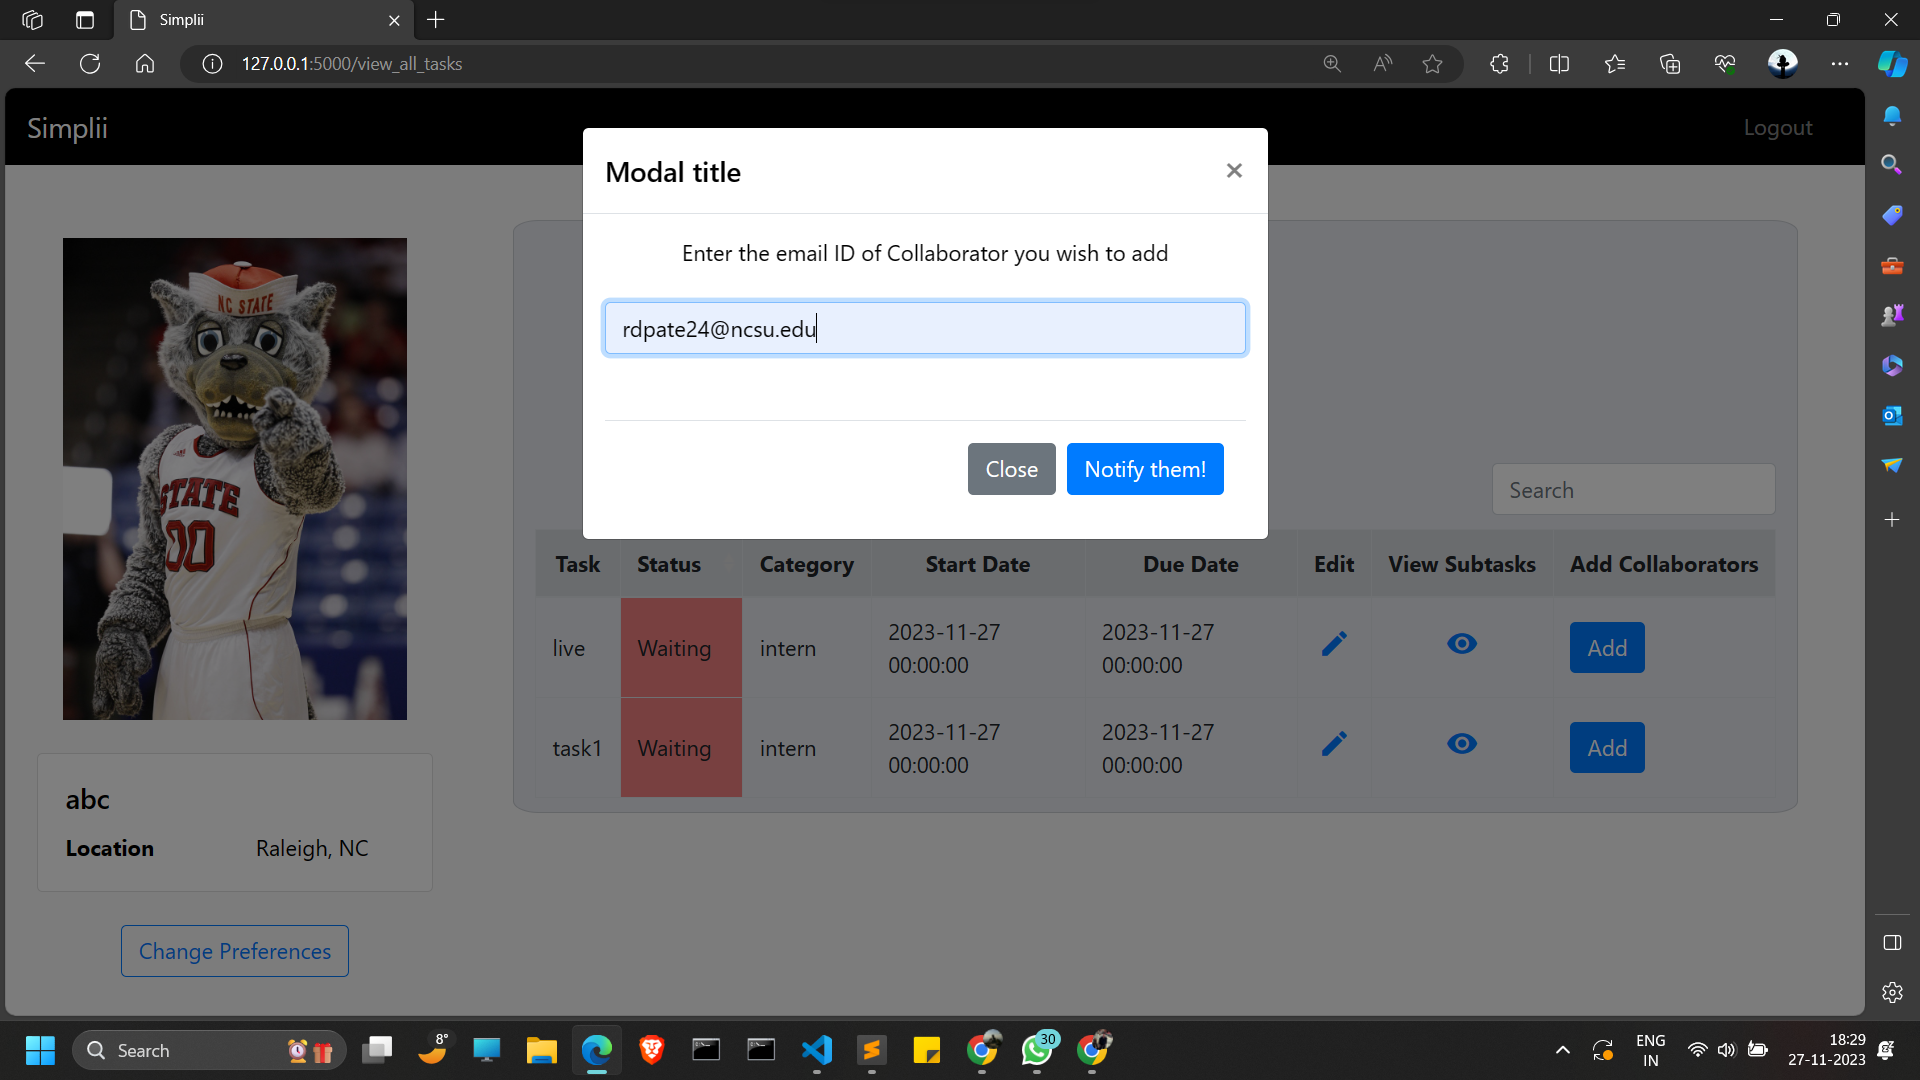 Simplii
127.0.0.1:5000/view_all_tasks
Simplii
Logout
Modal title
Enter the email ID of Collaborator you wish to add
rdpate24@ncsu.edu
Close
Notify them!
Search
NC STATE
STATE
00
Task Status Category Start Date Due Date Edit View Subtasks Add Collaborators
live Waiting intern 2023-11-27 00:00:00 2023-11-27 00:00:00 Add
task1 Waiting intern 2023-11-27 00:00:00 2023-11-27 00:00:00 Add
abc
Location Raleigh, NC
Change Preferences
Search
8°
30
ENG
IN
18:29
27-11-2023